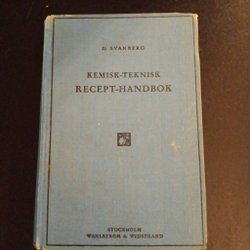 D. SVANBERG
KEMISK-TEKNISK
RECEPT-HANDBOK
STOCKHOLM
WAHLSTRÖM & WIDSTRAND